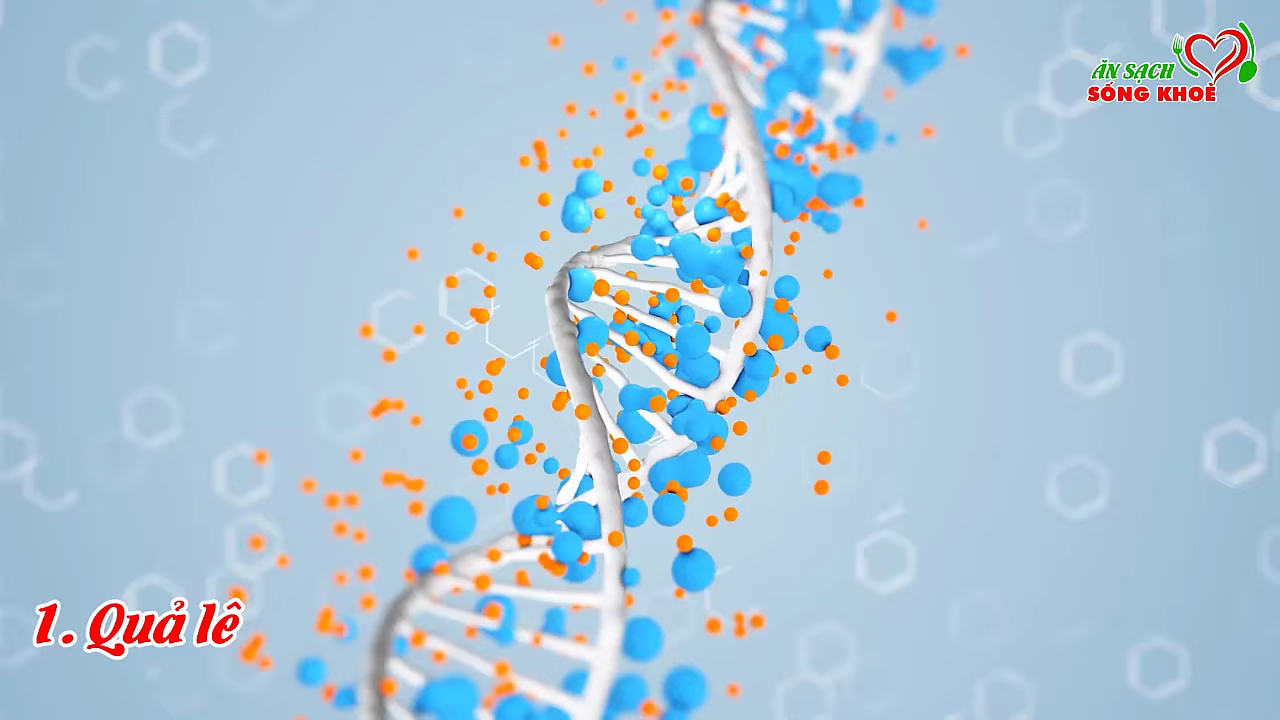 ĂN SẠCH
SỐNG KHOẺ
1. Quả lê